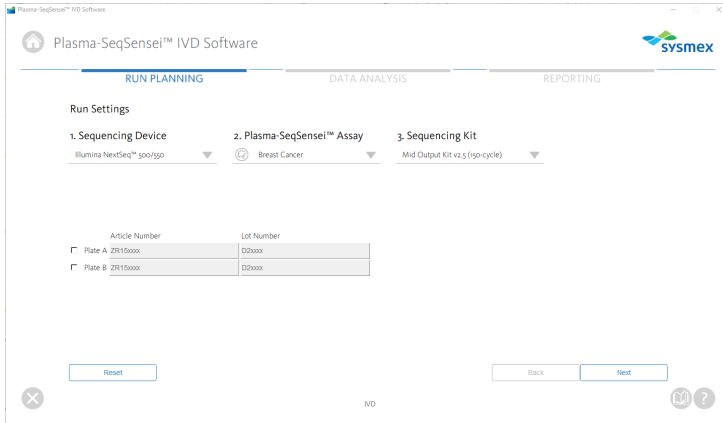 Plasma-SeqSensei™ IVD Software
Plasma-SeqSensei™ IVD Software
sysmex
RUN PLANNING DATA ANALYSIS REPORTING
Run Settings
1. Sequencing Device 2. Plasma-SeqSensei™ Assay 3. Sequencing Kit
Illumina NextSeq™ 500/550 Breast Cancer Mid Output Kit v2.5 (150-cycle)
Article Number Lot Number
Plate A ZR15xxxx D2xxxx
Plate B ZR15xxxx D2xxxx
Reset Back Next
IVD
?